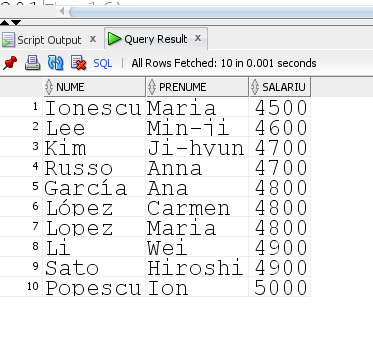 Script Output x Query Result x
SQL | All Rows Fetched: 10 in 0.001 seconds
NUME PRENUME SALARIU
1 Ionescu Maria 4500
2 Lee Min-ji 4600
3 Kim Ji-hyun 4700
4 Russo Anna 4700
5 García Ana 4800
6 López Carmen 4800
7 Lopez Maria 4800
8 Li Wei 4900
9 Sato Hiroshi 4900
10 Popescu Ion 5000